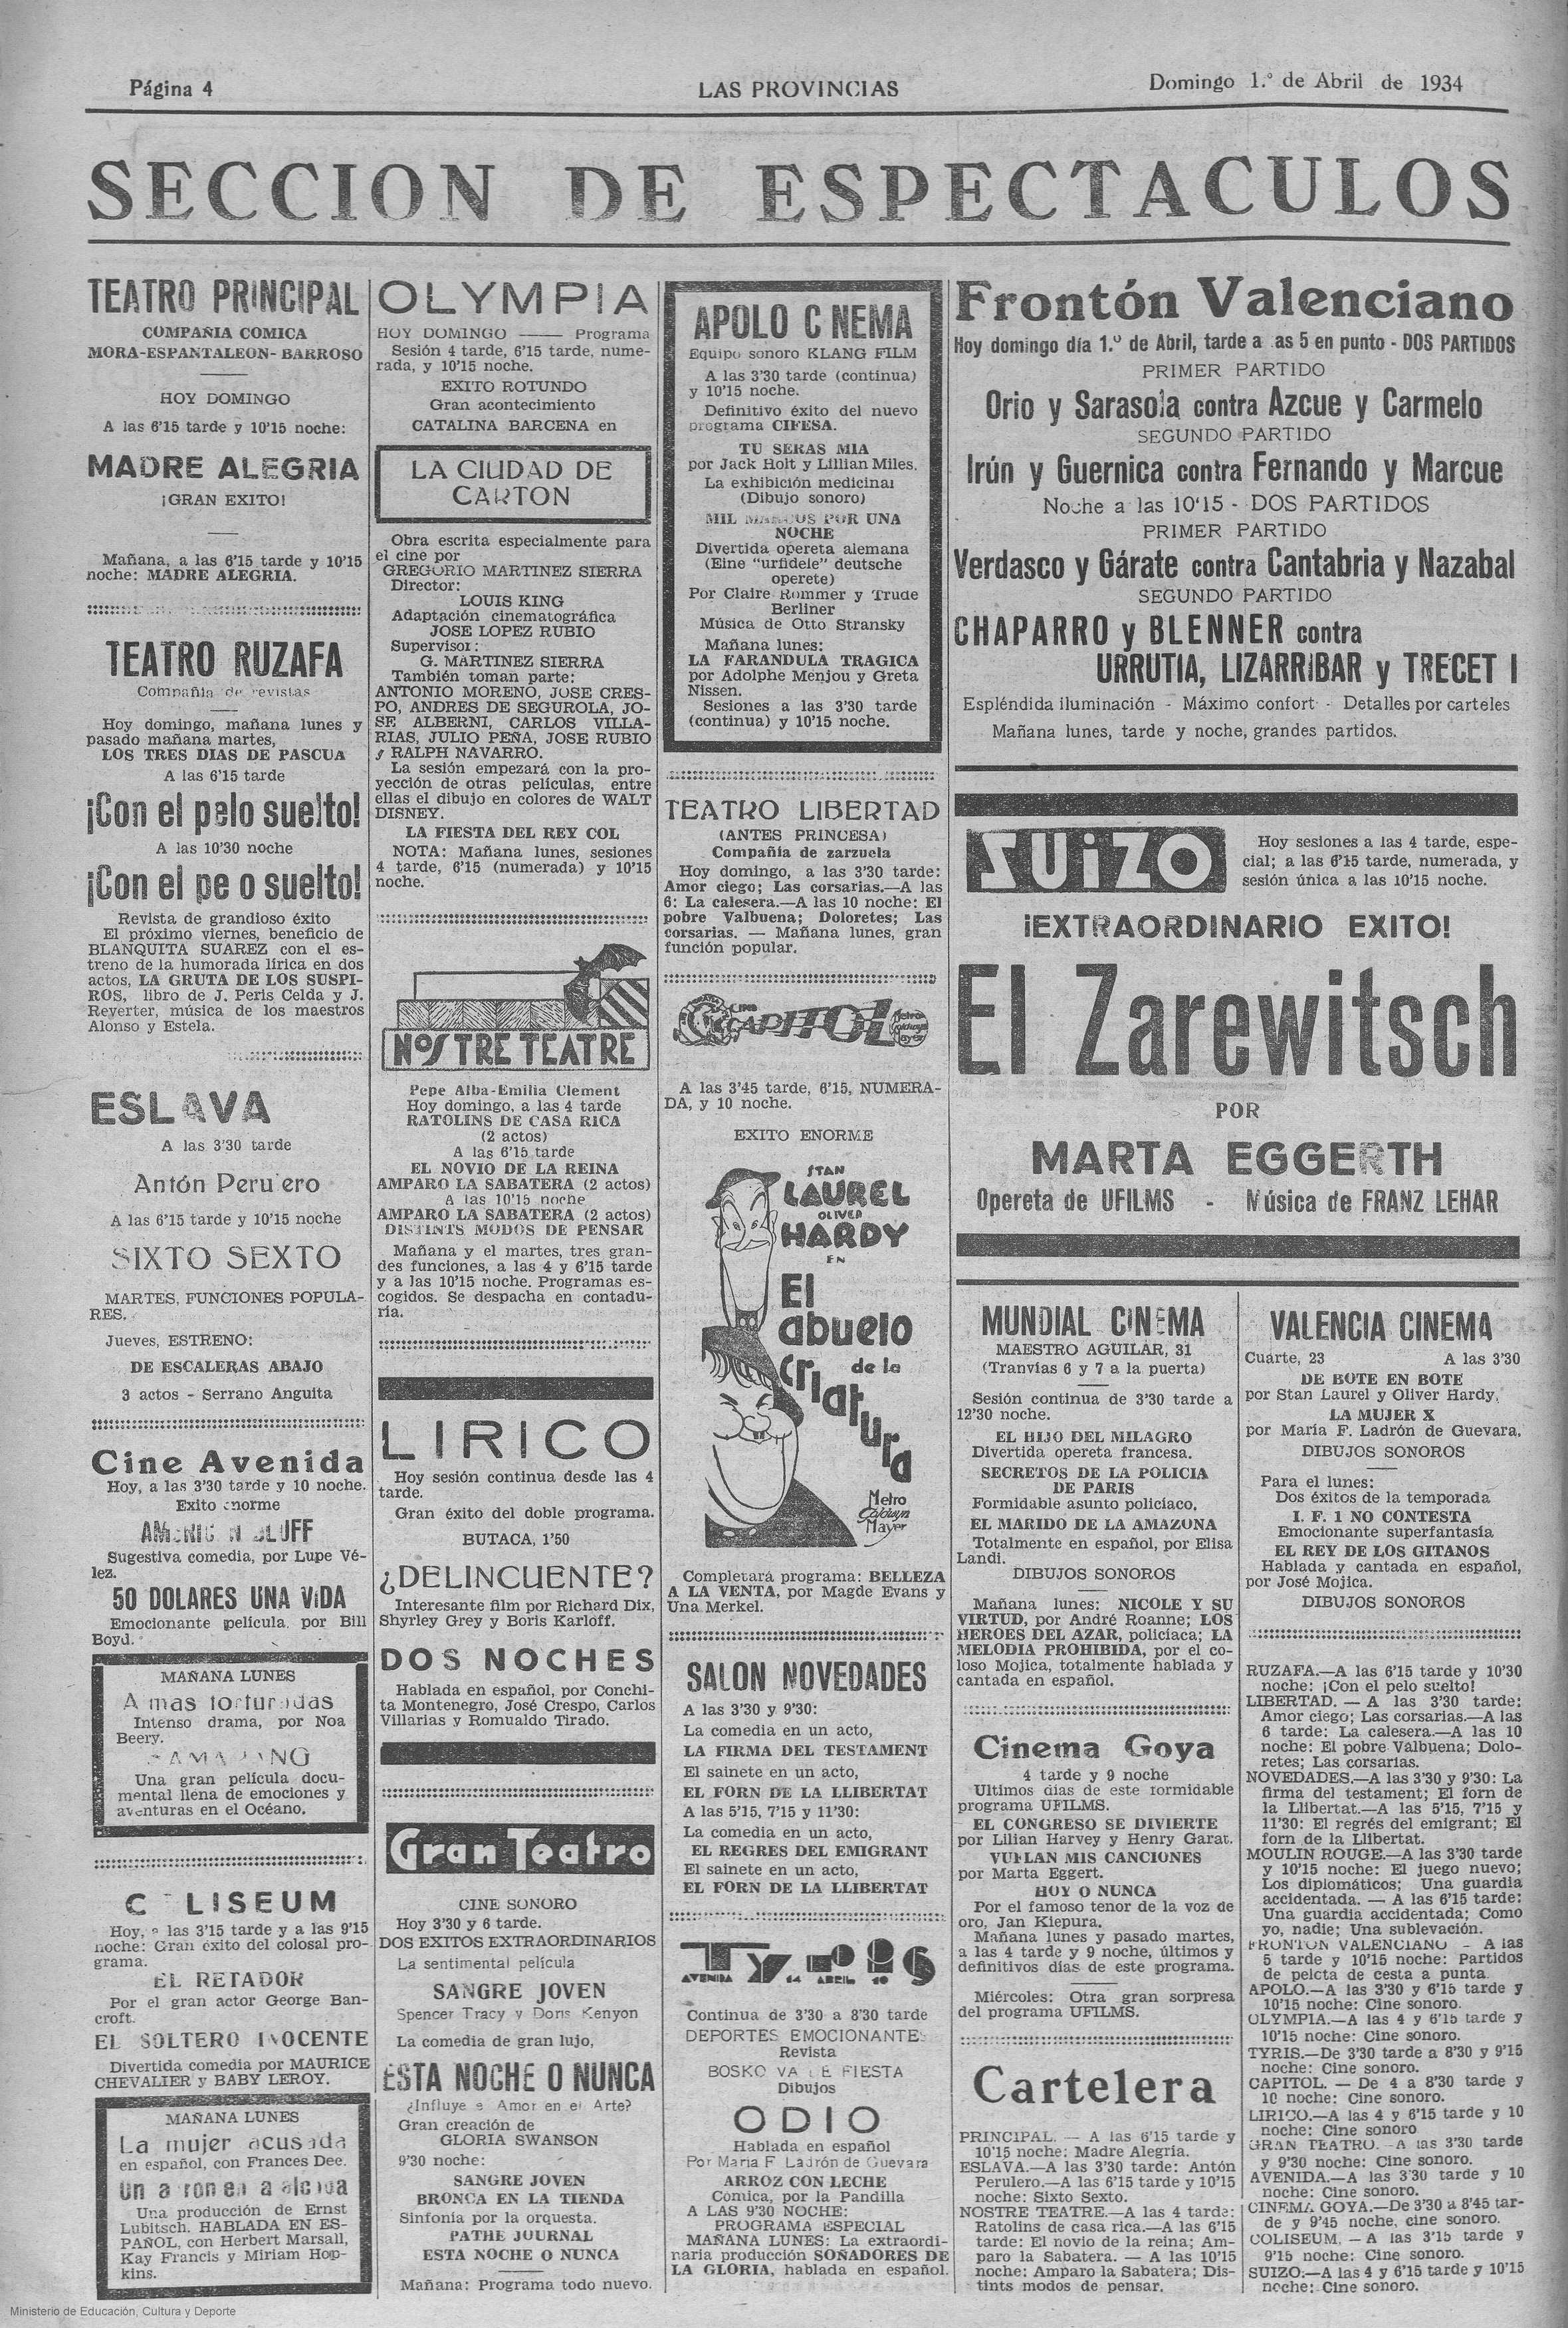 Página 4
LAS PROVINCIAS
Domingo 1.º de Abril de 1934
SECCION DE ESPECTACULOS
TEATRO PRINCIPAL
COMPAÑIA COMICA
MORA-ESPANTALEON-BARROSO
HOY DOMINGO
A las 6'15 tarde y 10'15 noche:
MADRE ALEGRIA
¡GRAN EXITO!
Mañana, a las 6'15 tarde y 10'15
noche: MADRE ALEGRIA.
TEATRO RUZAFA
Compañía de revistas
Hoy domingo, mañana lunes y
pasado mañana martes,
LOS TRES DIAS DE PASCUA
A las 6'15 tarde
¡Con el pelo suelto!
A las 10'30 noche
¡Con el pe o suelto!
Revista de grandioso éxito
El próximo viernes, beneficio de
BLANQUITA SUAREZ con el es-
treno de la humorada lírica en dos
actos, LA GRUTA DE LOS SUSPI-
ROS, libro de J. Peris Celda y J.
Reyerter, música de los maestros
Alonso y Estela.
ESLAVA
A las 3'30 tarde
Antón Peru'ero
A las 6'15 tarde y 10'15 noche
SIXTO SEXTO
MARTES, FUNCIONES POPULA-
RES.
Jueves, ESTRENO:
DE ESCALERAS ABAJO
3 actos - Serrano Anguita
Cine Avenida
Hoy, a las 3'30 tarde y 10 noche.
Exito enorme
AMERIC N BLUFF
Sugestiva comedia, por Lupe Vé-
lez.
50 DOLARES UNA VIDA
Emocionante película, por Bill
Boyd.
MAÑANA LUNES
A mas torturadas
Intenso drama, por Noa
Beery.
SAMARANG
Una gran película docu-
mental llena de emociones y
aventuras en el Océano.
C LISEUM
Hoy, a las 3'15 tarde y a las 9'15
noche: Gran éxito del colosal pro-
grama.
EL RETADOR
Por el gran actor George Ban-
croft.
EL SOLTERO INOCENTE
Divertida comedia por MAURICE
CHEVALIER y BABY LEROY.
MAÑANA LUNES
La mujer acusada
en español, con Frances Dee.
Un a ron en a alcoba
Una producción de Ernst
Lubitsch. HABLADA EN ES-
PAÑOL, con Herbert Marsall,
Kay Francis y Miriam Hop-
kins.
OLYMPIA
HOY DOMINGO —— Programa
Sesión 4 tarde, 6'15 tarde, nume-
rada, y 10'15 noche.
EXITO ROTUNDO
Gran acontecimiento
CATALINA BARCENA en
LA CIUDAD DE
CARTON
Obra escrita especialmente para
el cine por
GREGORIO MARTINEZ SIERRA
Director:
LOUIS KING
Adaptación cinematográfica
JOSE LOPEZ RUBIO
Supervisor:
G. MARTINEZ SIERRA
También toman parte:
ANTONIO MORENO, JOSE CRES-
PO, ANDRES DE SEGUROLA, JO-
SE ALBERNI, CARLOS VILLA-
RIAS, JULIO PEÑA, JOSE RUBIO
y RALPH NAVARRO.
La sesión empezará con la pro-
yección de otras películas, entre
ellas el dibujo en colores de WALT
DISNEY.
LA FIESTA DEL REY COL
NOTA: Mañana lunes, sesiones
4 tarde, 6'15 (numerada) y 10'15
noche.
NOSTRE TEATRE
Pepe Alba-Emilia Clement
Hoy domingo, a las 4 tarde
RATOLINS DE CASA RICA
(2 actos)
A las 6'15 tarde
EL NOVIO DE LA REINA
AMPARO LA SABATERA (2 actos)
A las 10'15 noche
AMPARO LA SABATERA (2 actos)
DISTINTS MODOS DE PENSAR
Mañana y el martes, tres gran-
des funciones, a las 4 y 6'15 tarde
y a las 10'15 noche. Programas es-
cogidos. Se despacha en contadu-
ría.
LIRICO
Hoy sesión continua desde las 4
tarde.
Gran éxito del doble programa.
BUTACA, 1'50
¿DELINCUENTE?
Interesante film por Richard Dix,
Shyrley Grey y Boris Karloff.
DOS NOCHES
Hablada en español, por Conchi-
ta Montenegro, José Crespo, Carlos
Villarias y Romualdo Tirado.
Gran Teatro
CINE SONORO
Hoy 3'30 y 6 tarde.
DOS EXITOS EXTRAORDINARIOS
La sentimental película
SANGRE JOVEN
Spencer Tracy y Doris Kenyon
La comedia de gran lujo,
ESTA NOCHE O NUNCA
¿Influye e Amor en el Arte?
Gran creación de
GLORIA SWANSON
9'30 noche:
SANGRE JOVEN
BRONCA EN LA TIENDA
Sinfonía por la orquesta.
PATHE JOURNAL
ESTA NOCHE O NUNCA
Mañana: Programa todo nuevo.
APOLO C NEMA
Equipo sonoro KLANG FILM
A las 3'30 tarde (continua)
y 10'15 noche.
Definitivo éxito del nuevo
programa CIFESA.
TU SERAS MIA
por Jack Holt y Lillian Miles.
La exhibición medicinal
(Dibujo sonoro)
MIL MARCOS POR UNA
NOCHE
Divertida opereta alemana
(Eine "urfidele" deutsche
operete)
Por Claire Rommer y Trude
Berliner
Música de Otto Stransky
Mañana lunes:
LA FARANDULA TRAGICA
por Adolphe Menjou y Greta
Nissen.
Sesiones a las 3'30 tarde
(continua) y 10'15 noche.
TEATRO LIBERTAD
(ANTES PRINCESA)
Compañía de zarzuela
Hoy domingo, a las 3'30 tarde:
Amor ciego; Las corsarias.—A las
6: La calesera.—A las 10 noche: El
pobre Valbuena; Doloretes; Las
corsarias. — Mañana lunes, gran
función popular.
CINE CAPITOL
Metro Goldwyn Mayer
A las 3'45 tarde, 6'15, NUMERA-
DA, y 10 noche.
EXITO ENORME
STAN
LAUREL
OLIVER
HARDY
EN
El
abuelo
de la
criatura
Metro
Goldwyn
Mayer
Completará programa: BELLEZA
A LA VENTA, por Magde Evans y
Una Merkel.
SALON NOVEDADES
A las 3'30 y 9'30:
La comedia en un acto,
LA FIRMA DEL TESTAMENT
El sainete en un acto,
EL FORN DE LA LLIBERTAT
A las 5'15, 7'15 y 11'30:
La comedia en un acto,
EL REGRES DEL EMIGRANT
El sainete en un acto,
EL FORN DE LA LLIBERTAT
TYRIS
AVENIDA 14 ABRIL 10
Continua de 3'30 a 8'30 tarde
DEPORTES EMOCIONANTES
Revista
BOSKO VA DE FIESTA
Dibujos
ODIO
Hablada en español
Por Maria F Ladrón de Guevara
ARROZ CON LECHE
Cómica, por la Pandilla
A LAS 9'30 NOCHE:
PROGRAMA ESPECIAL
MAÑANA LUNES: La extraordi-
naria producción SOÑADORES DE
LA GLORIA, hablada en español.
Frontón Valenciano
Hoy domingo día 1.º de Abril, tarde a as 5 en punto - DOS PARTIDOS
PRIMER PARTIDO
Orio y Sarasola contra Azcue y Carmelo
SEGUNDO PARTIDO
Irún y Guernica contra Fernando y Marcue
Noche a las 10'15 - DOS PARTIDOS
PRIMER PARTIDO
Verdasco y Gárate contra Cantabria y Nazabal
SEGUNDO PARTIDO
CHAPARRO y BLENNER contra
URRUTIA, LIZARRIBAR y TRECET I
Espléndida iluminación - Máximo confort - Detalles por carteles
Mañana lunes, tarde y noche, grandes partidos.
SUIZO
Hoy sesiones a las 4 tarde, espe-
cial; a las 6'15 tarde, numerada, y
sesión única a las 10'15 noche.
¡EXTRAORDINARIO EXITO!
El Zarewitsch
POR
MARTA EGGERTH
Opereta de UFILMS - Música de FRANZ LEHAR
MUNDIAL CINEMA
MAESTRO AGUILAR, 31
(Tranvías 6 y 7 a la puerta)
Sesión continua de 3'30 tarde a
12'30 noche.
EL HIJO DEL MILAGRO
Divertida opereta francesa.
SECRETOS DE LA POLICIA
DE PARIS
Formidable asunto policíaco.
EL MARIDO DE LA AMAZONA
Totalmente en español, por Elisa
Landi.
DIBUJOS SONOROS
Mañana lunes: NICOLE Y SU
VIRTUD, por André Roanne; LOS
HEROES DEL AZAR, policíaca; LA
MELODIA PROHIBIDA, por el co-
loso Mojica, totalmente hablada y
cantada en español.
Cinema Goya
4 tarde y 9 noche
Ultimos días de este formidable
programa UFILMS.
EL CONGRESO SE DIVIERTE
por Lilian Harvey y Henry Garat.
VUELAN MIS CANCIONES
por Marta Eggert.
HOY O NUNCA
Por el famoso tenor de la voz de
oro, Jan Kiepura.
Mañana lunes y pasado martes,
a las 4 tarde y 9 noche, últimos y
definitivos días de este programa.
Miércoles: Otra gran sorpresa
del programa UFILMS.
Cartelera
PRINCIPAL. — A las 6'15 tarde y
10'15 noche: Madre Alegria.
ESLAVA.—A las 3'30 tarde: Antón
Perulero.—A las 6'15 tarde y 10'15
noche: Sixto Sexto.
NOSTRE TEATRE.—A las 4 tarde:
Ratolins de casa rica.—A las 6'15
tarde: El novio de la reina; Am-
paro la Sabatera. — A las 10'15
noche: Amparo la Sabatera; Dis-
tints modos de pensar.
VALENCIA CINEMA
Cuarte, 23 A las 3'30
DE BOTE EN BOTE
por Stan Laurel y Oliver Hardy.
LA MUJER X
por María F. Ladrón de Guevara.
DIBUJOS SONOROS
Para el lunes:
Dos éxitos de la temporada
I. F. 1 NO CONTESTA
Emocionante superfantasía
EL REY DE LOS GITANOS
Hablada y cantada en español,
por José Mojica.
DIBUJOS SONOROS
RUZAFA.—A las 6'15 tarde y 10'30
noche: ¡Con el pelo suelto!
LIBERTAD. — A las 3'30 tarde:
Amor ciego; Las corsarias.—A las
6 tarde: La calesera.—A las 10
noche: El pobre Valbuena; Dolo-
retes; Las corsarias.
NOVEDADES.—A las 3'30 y 9'30: La
firma del testament; El forn de
la Llibertat.—A las 5'15, 7'15 y
11'30: El regrés del emigrant; El
forn de la Llibertat.
MOULIN ROUGE.—A las 3'30 tarde
y 10'15 noche: El juego nuevo;
Los diplomáticos; Una guardia
accidentada. — A las 6'15 tarde:
Una guardia accidentada; Como
yo, nadie; Una sublevación.
FRONTON VALENCIANO — A las
5 tarde y 10'15 noche: Partidos
de pelota de cesta a punta.
APOLO.—A las 3'30 y 6'15 tarde y
10'15 noche: Cine sonoro.
OLYMPIA.—A las 4 y 6'15 tarde y
10'15 noche: Cine sonoro.
TYRIS.—De 3'30 tarde a 8'30 y 9'15
noche: Cine sonoro.
CAPITOL. — De 4 a 8'30 tarde y
10 noche: Cine sonoro.
LIRICO.—A las 4 y 6'15 tarde y 10
noche: Cine sonoro
GRAN TEATRO.—A las 3'30 tarde
y 9'30 noche: Cine sonoro.
AVENIDA.—A las 3'30 tarde y 10
noche: Cine sonoro.
CINEMA GOYA.—De 3'30 a 8'45 tar-
de y 9'45 noche, cine sonoro.
COLISEUM. — A las 3'15 tarde y
9'15 noche: Cine sonoro.
SUIZO.—A las 4 y 6'15 tarde y 10'15
noche: Cine sonoro.
Ministerio de Educación, Cultura y Deporte